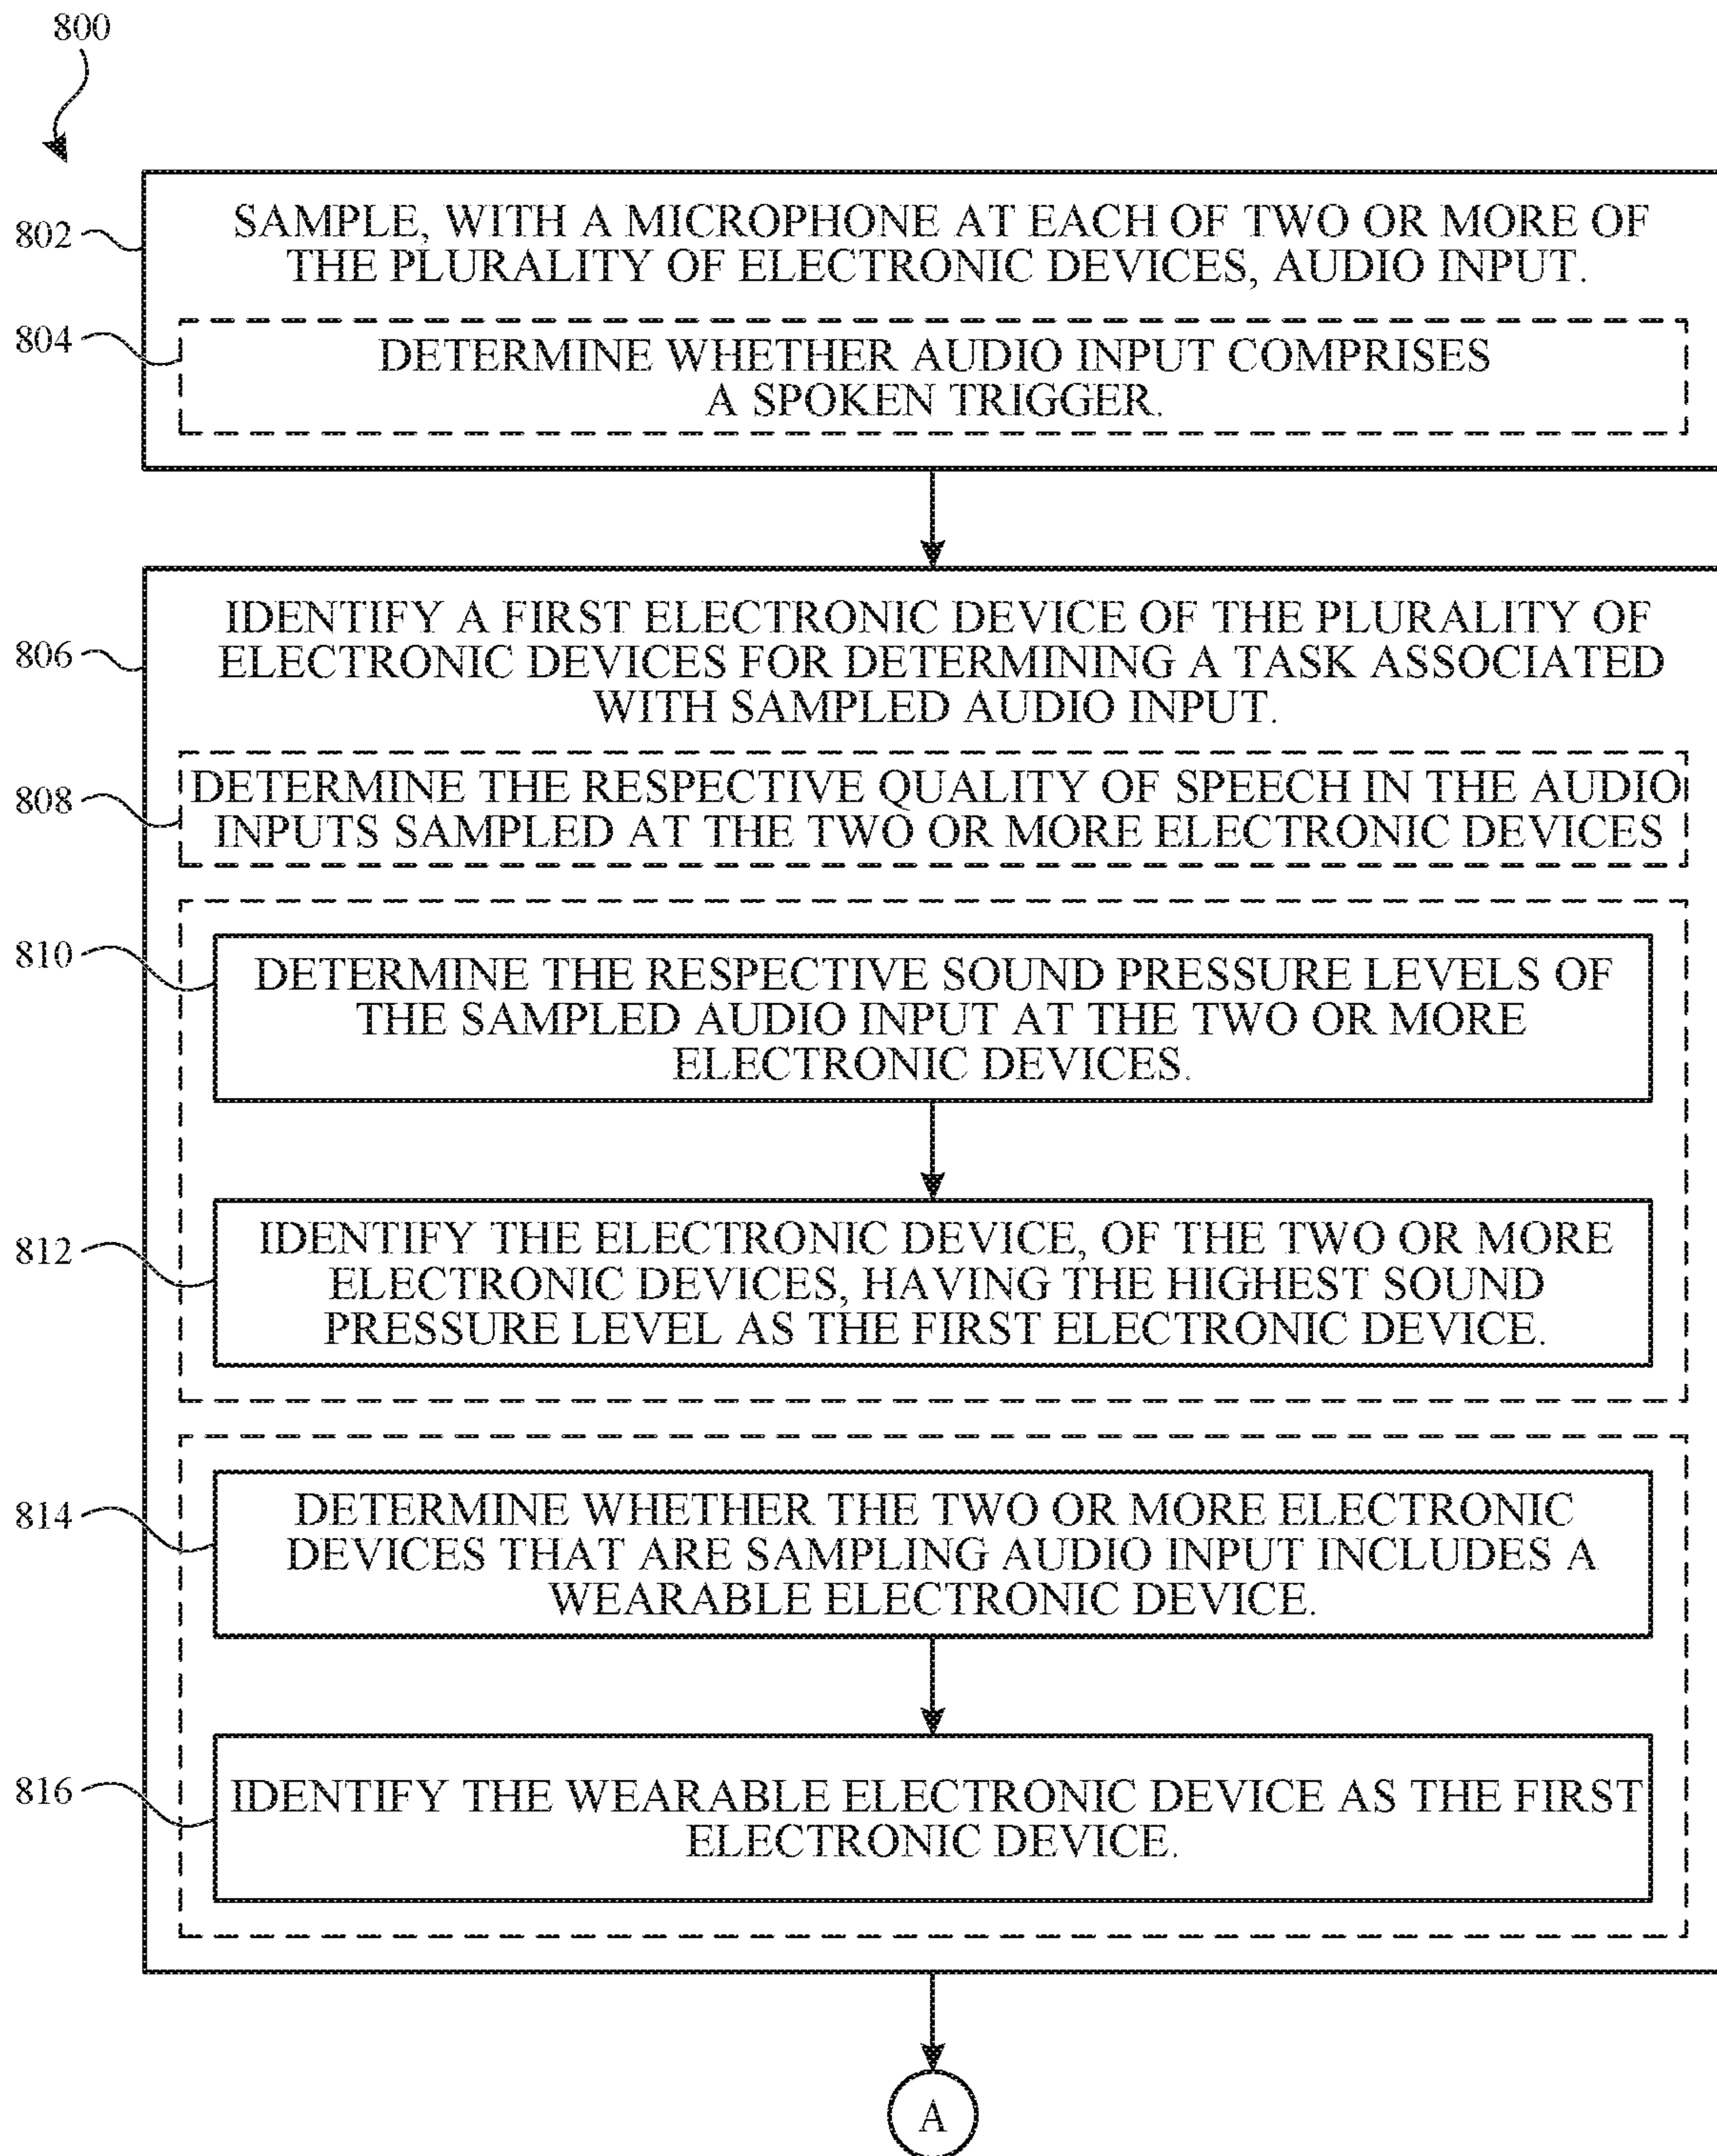 800
802
SAMPLE, WITH A MICROPHONE AT EACH OF TWO OR MORE OF
THE PLURALITY OF ELECTRONIC DEVICES, AUDIO INPUT.
804
DETERMINE WHETHER AUDIO INPUT COMPRISES
A SPOKEN TRIGGER.
806
IDENTIFY A FIRST ELECTRONIC DEVICE OF THE PLURALITY OF
ELECTRONIC DEVICES FOR DETERMINING A TASK ASSOCIATED
WITH SAMPLED AUDIO INPUT.
808
DETERMINE THE RESPECTIVE QUALITY OF SPEECH IN THE AUDIO
INPUTS SAMPLED AT THE TWO OR MORE ELECTRONIC DEVICES
810
DETERMINE THE RESPECTIVE SOUND PRESSURE LEVELS OF
THE SAMPLED AUDIO INPUT AT THE TWO OR MORE
ELECTRONIC DEVICES.
812
IDENTIFY THE ELECTRONIC DEVICE, OF THE TWO OR MORE
ELECTRONIC DEVICES, HAVING THE HIGHEST SOUND
PRESSURE LEVEL AS THE FIRST ELECTRONIC DEVICE.
814
DETERMINE WHETHER THE TWO OR MORE ELECTRONIC
DEVICES THAT ARE SAMPLING AUDIO INPUT INCLUDES A
WEARABLE ELECTRONIC DEVICE.
816
IDENTIFY THE WEARABLE ELECTRONIC DEVICE AS THE FIRST
ELECTRONIC DEVICE.
A